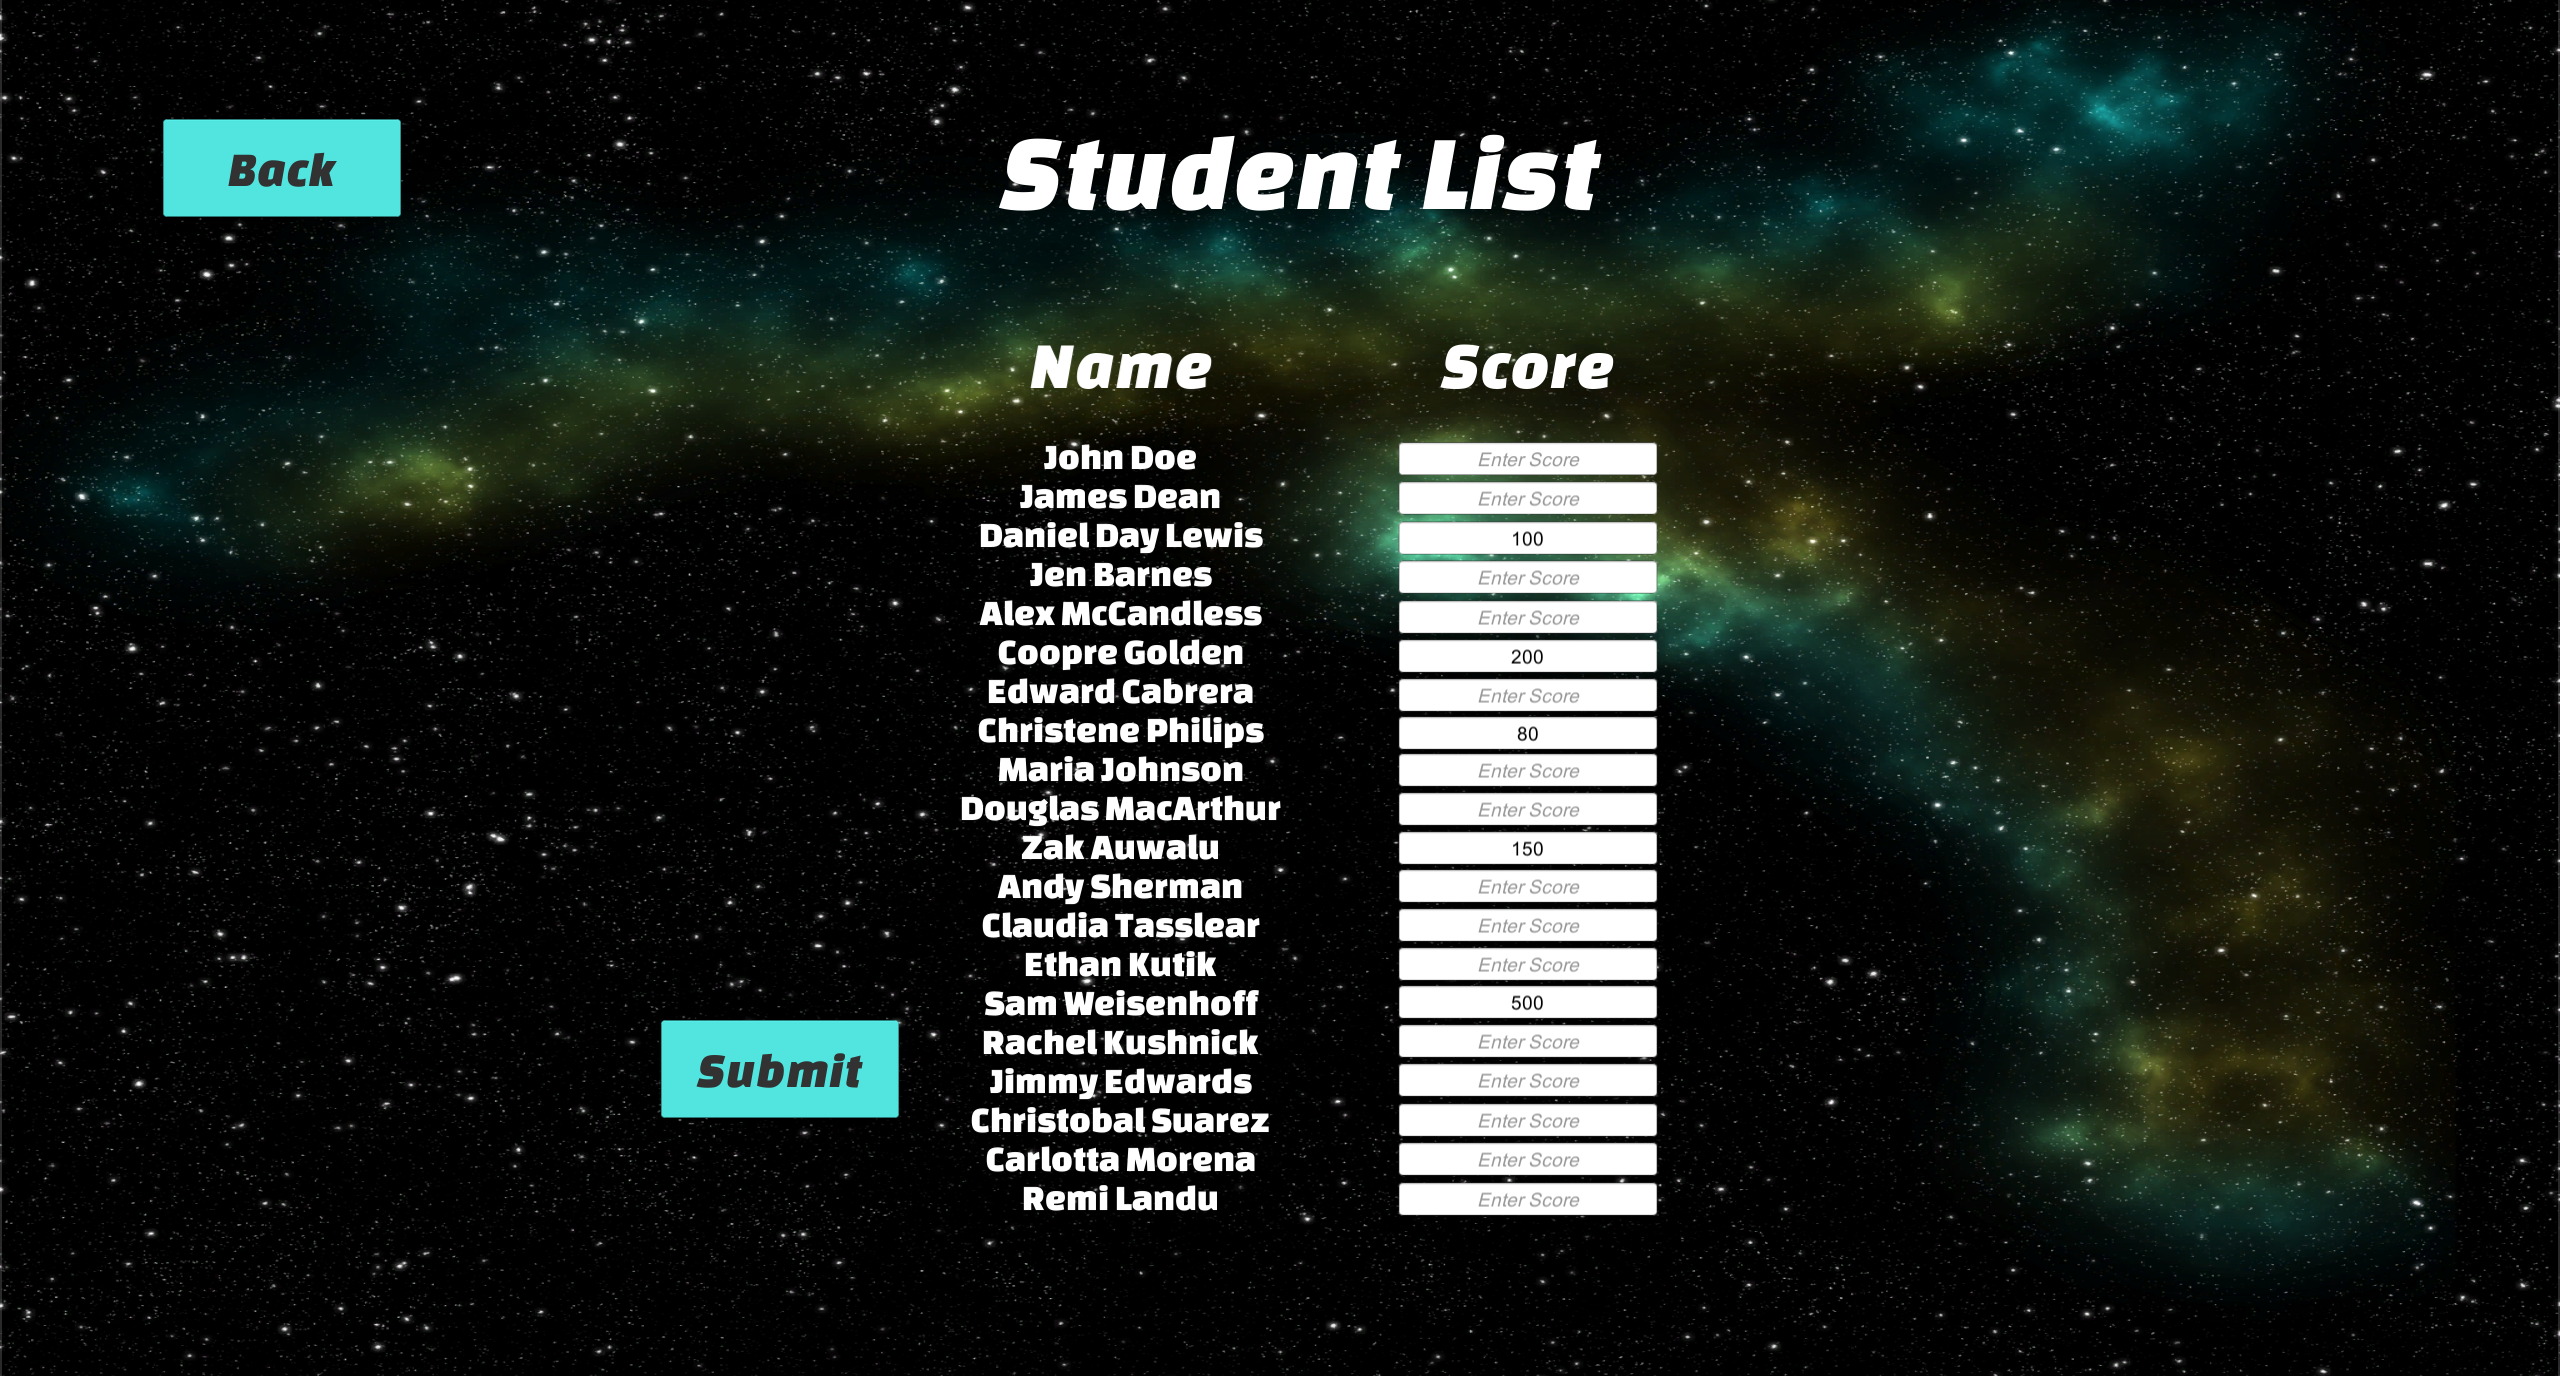 Back
Student List
Name Score
John Doe Enter Score
James Dean Enter Score
Daniel Day Lewis 100
Jen Barnes Enter Score
Alex McCandless Enter Score
Coopre Golden 200
Edward Cabrera Enter Score
Christene Philips 80
Maria Johnson Enter Score
Douglas MacArthur Enter Score
Zak Auwalu 150
Andy Sherman Enter Score
Claudia Tasslear Enter Score
Ethan Kutik Enter Score
Sam Weisenhoff 500
Rachel Kushnick Enter Score
Jimmy Edwards Enter Score
Christobal Suarez Enter Score
Carlotta Morena Enter Score
Remi Landu Enter Score
Submit